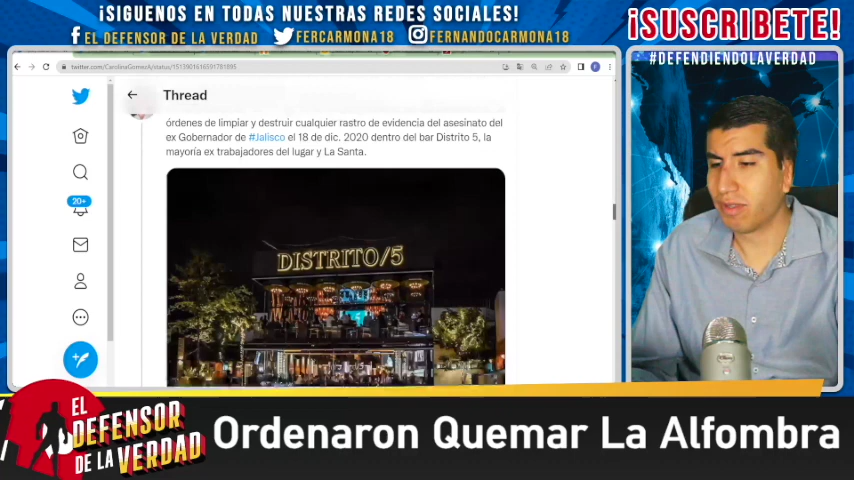 ¡SIGUENOS EN TODAS NUESTRAS REDES SOCIALES!
EL DEFENSOR DE LA VERDAD FERCARMONA18 FERNANDOCARMONA18
¡SUSCRIBETE!
#DEFENDIENDOLAVERDAD
Thread
órdenes de limpiar y destruir cualquier rastro de evidencia del asesinato del
ex Gobernador de #Jalisco el 18 de dic. 2020 dentro del bar Distrito 5, la
mayoría ex trabajadores del lugar y La Santa.
20+
DISTRITO/5
EL
DEFENSOR
DE LA VERDAD
Ordenaron Quemar La Alfombra